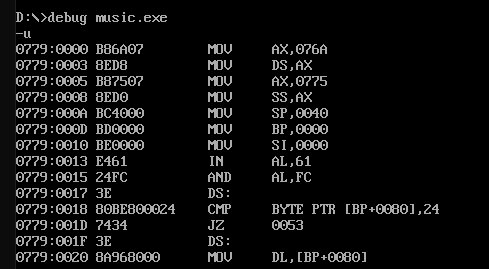 D:\>debug music.exe
-u
0779:0000 B86A07 MOV AX,076A
0779:0003 8ED8 MOV DS,AX
0779:0005 B87507 MOV AX,0775
0779:0008 8ED0 MOV SS,AX
0779:000A BC4000 MOV SP,0040
0779:000D BD0000 MOV BP,0000
0779:0010 BE0000 MOV SI,0000
0779:0013 E461 IN AL,61
0779:0015 24FC AND AL,FC
0779:0017 3E DS:
0779:0018 80BE800024 CMP BYTE PTR [BP+0080],24
0779:001D 7434 JZ 0053
0779:001F 3E DS:
0779:0020 8A968000 MOV DL,[BP+0080]